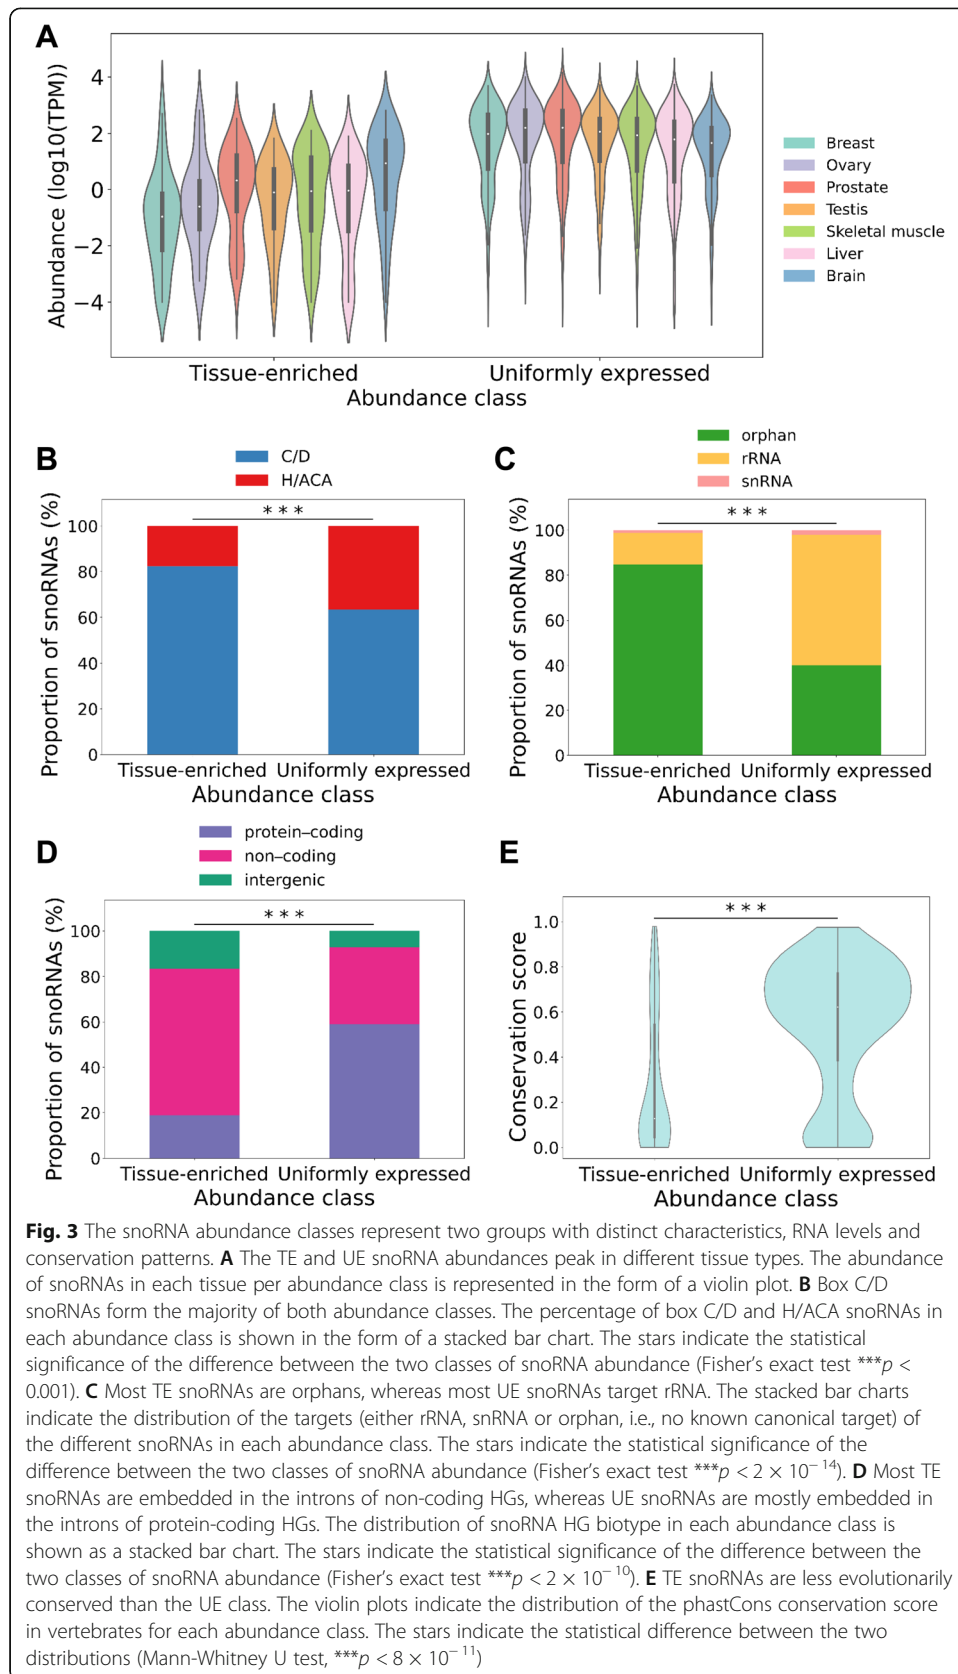 A
Abundance (log10(TPM))
4
2
0
−2
−4
Tissue-enriched
Uniformly expressed
Abundance class
Breast
Ovary
Prostate
Testis
Skeletal muscle
Liver
Brain
B
C/D
H/ACA
Proportion of snoRNAs (%)
100
80
60
40
20
0
***
Tissue-enriched
Uniformly expressed
Abundance class
C
orphan
rRNA
snRNA
Proportion of snoRNAs (%)
100
80
60
40
20
0
***
Tissue-enriched
Uniformly expressed
Abundance class
D
protein–coding
non–coding
intergenic
Proportion of snoRNAs (%)
100
80
60
40
20
0
***
Tissue-enriched
Uniformly expressed
Abundance class
E
Conservation score
1.0
0.8
0.6
0.4
0.2
0.0
***
Tissue-enriched
Uniformly expressed
Abundance class
Fig. 3 The snoRNA abundance classes represent two groups with distinct characteristics, RNA levels and
conservation patterns. A The TE and UE snoRNA abundances peak in different tissue types. The abundance
of snoRNAs in each tissue per abundance class is represented in the form of a violin plot. B Box C/D
snoRNAs form the majority of both abundance classes. The percentage of box C/D and H/ACA snoRNAs in
each abundance class is shown in the form of a stacked bar chart. The stars indicate the statistical
significance of the difference between the two classes of snoRNA abundance (Fisher's exact test ***p <
0.001). C Most TE snoRNAs are orphans, whereas most UE snoRNAs target rRNA. The stacked bar charts
indicate the distribution of the targets (either rRNA, snRNA or orphan, i.e., no known canonical target) of
the different snoRNAs in each abundance class. The stars indicate the statistical significance of the
difference between the two classes of snoRNA abundance (Fisher's exact test ***p < 2 × 10⁻¹⁴). D Most TE
snoRNAs are embedded in the introns of non-coding HGs, whereas UE snoRNAs are mostly embedded in
the introns of protein-coding HGs. The distribution of snoRNA HG biotype in each abundance class is
shown as a stacked bar chart. The stars indicate the statistical significance of the difference between the
two classes of snoRNA abundance (Fisher's exact test ***p < 2 × 10⁻¹⁰). E TE snoRNAs are less evolutionarily
conserved than the UE class. The violin plots indicate the distribution of the phastCons conservation score
in vertebrates for each abundance class. The stars indicate the statistical difference between the two
distributions (Mann-Whitney U test, ***p < 8 × 10⁻¹¹)